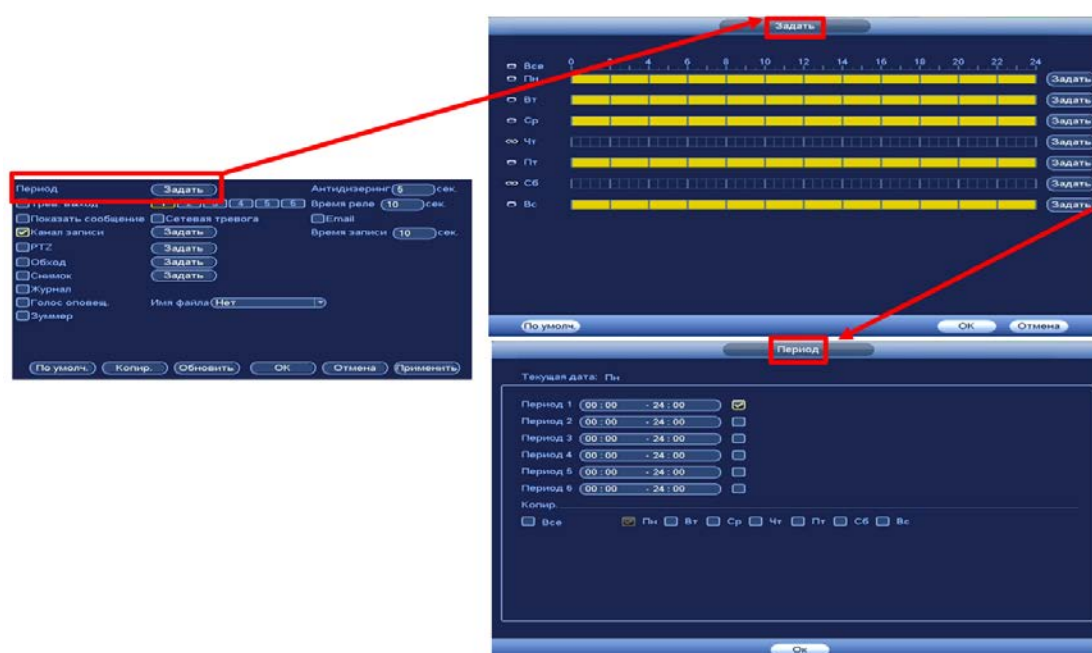 Период Задать Антидизеринг 5 сек.
Трев. выход 1 2 3 4 5 6 Время реле 10 сек.
Показать сообщение Сетевая тревога Email
Канал записи Задать Время записи 10 сек.
PTZ Задать
Обход Задать
Снимок Задать
Журнал
Голос оповещ. Имя файла Нет
Зуммер
По умолч. Копир. Обновить ОК Отмена Применить
Задать
Все 0 2 4 6 8 10 12 14 16 18 20 22 24
Пн Задать
Вт Задать
Ср Задать
Чт Задать
Пт Задать
Сб Задать
Вс Задать
По умолч. ОК Отмена
Период
Текущая дата: Пн
Период 1 00 : 00 - 24 : 00
Период 2 00 : 00 - 24 : 00
Период 3 00 : 00 - 24 : 00
Период 4 00 : 00 - 24 : 00
Период 5 00 : 00 - 24 : 00
Период 6 00 : 00 - 24 : 00
Копир.
Все Пн Вт Ср Чт Пт Сб Вс
Ок